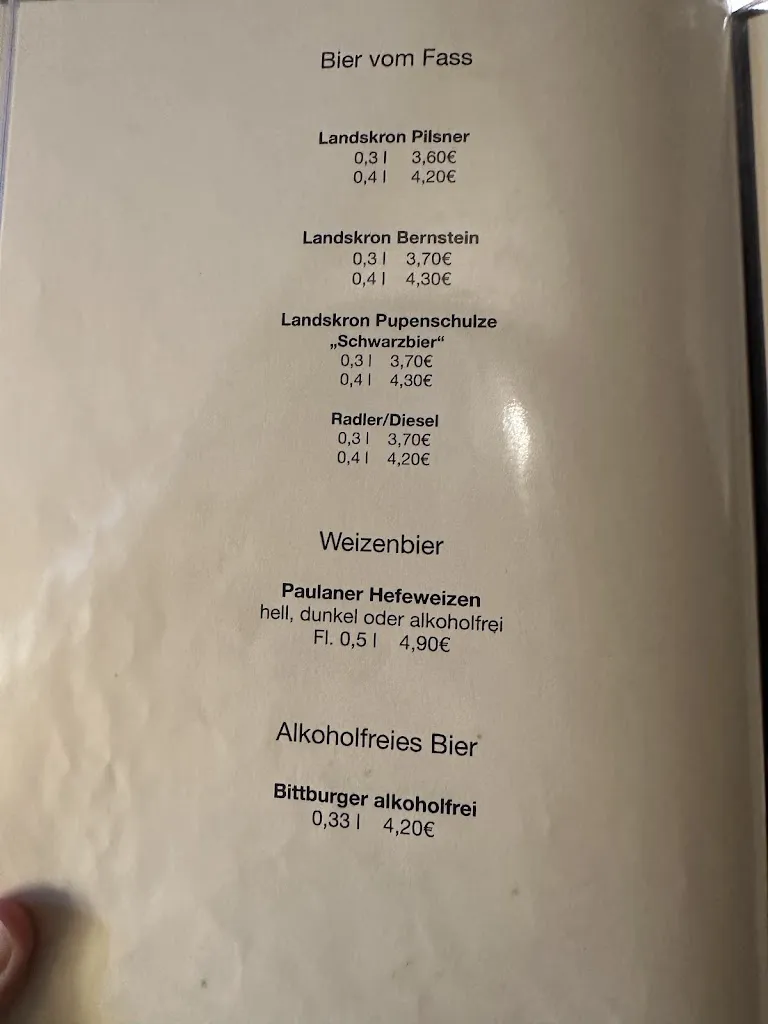 Bier vom Fass
Landskron Pilsner
0,3 l 3,60€
0,4 l 4,20€
Landskron Bernstein
0,3 l 3,70€
0,4 l 4,30€
Landskron Pupenschulze
„Schwarzbier“
0,3 l 3,70€
0,4 l 4,30€
Radler/Diesel
0,3 l 3,70€
0,4 l 4,20€
Weizenbier
Paulaner Hefeweizen
hell, dunkel oder alkoholfrei
Fl. 0,5 l 4,90€
Alkoholfreies Bier
Bittburger alkoholfrei
0,33 l 4,20€